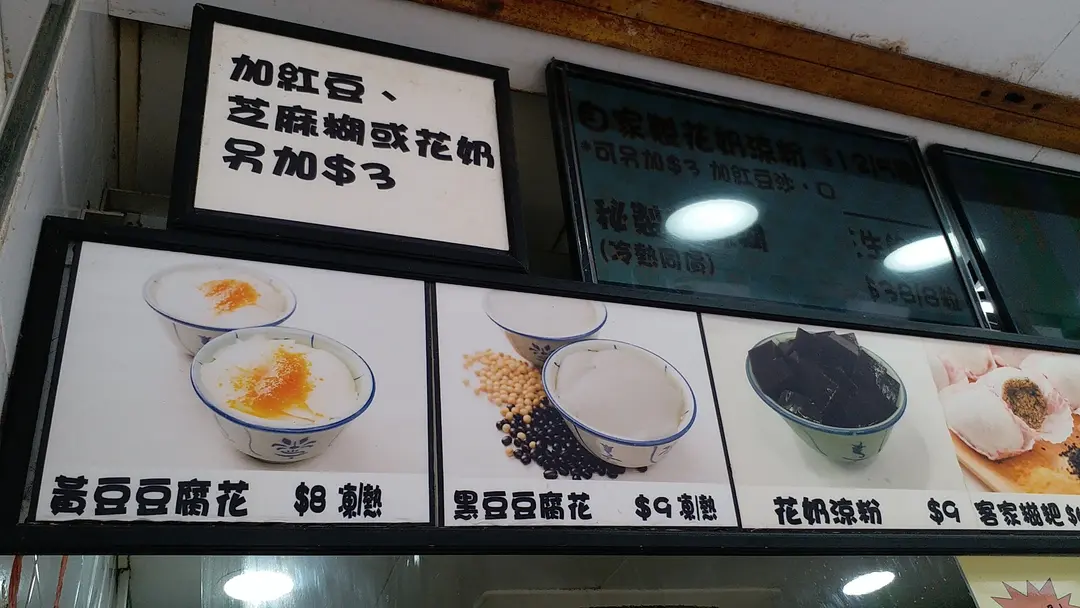 加紅豆、
芝麻糊或花奶
另加$3
自家製花奶涼粉
*可另加$3 加紅豆沙
秘製
(冷熱同價)
黃豆豆腐花 $8 凍熱
黑豆豆腐花 $9 凍熱
花奶涼粉 $9
客家糍粑